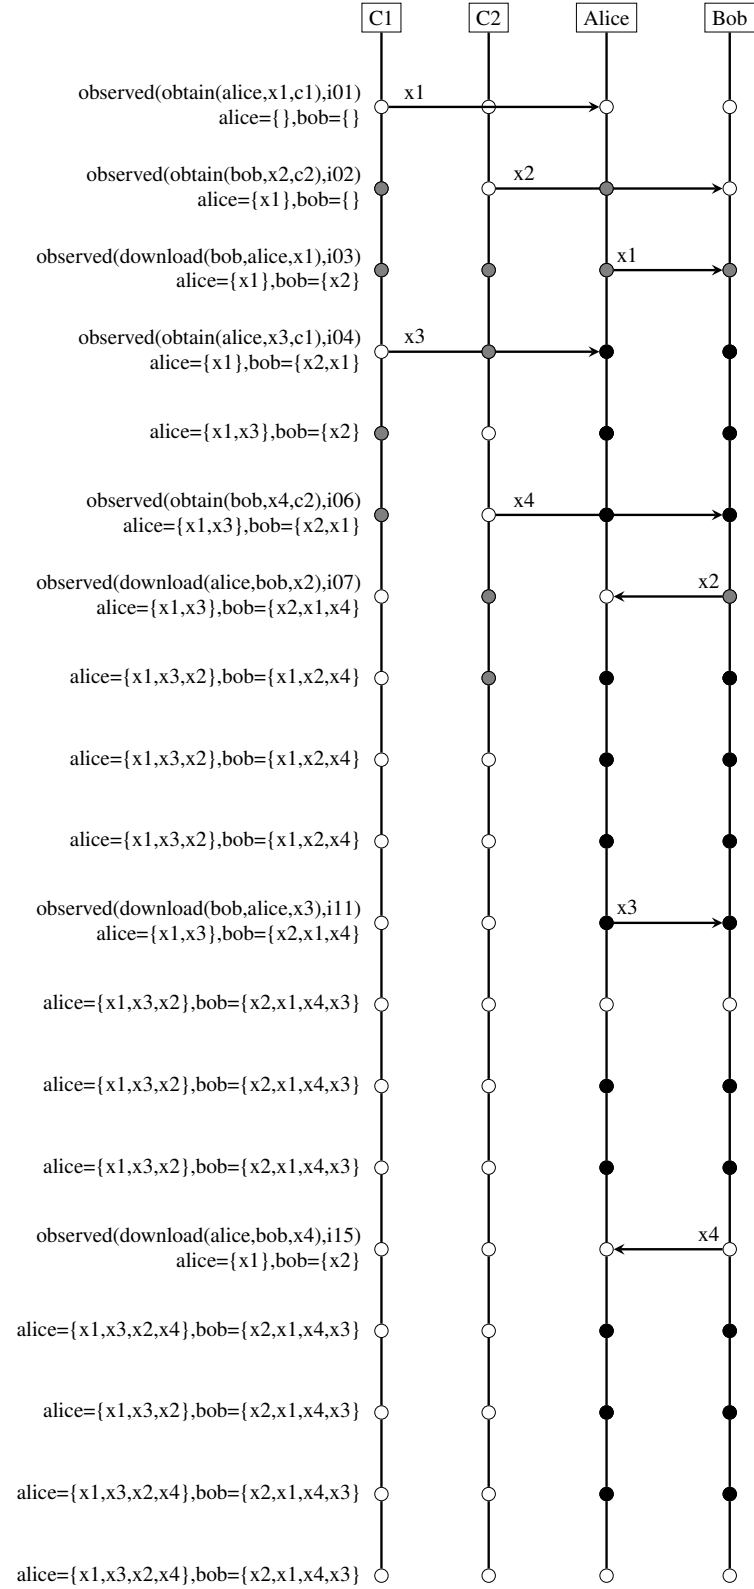 C1 C2 Alice Bob
observed(obtain(alice,x1,c1),i01)
alice={},bob={}
x1
observed(obtain(bob,x2,c2),i02)
alice={x1},bob={}
x2
observed(download(bob,alice,x1),i03)
alice={x1},bob={x2}
x1
observed(obtain(alice,x3,c1),i04)
alice={x1},bob={x2,x1}
x3
alice={x1,x3},bob={x2}
observed(obtain(bob,x4,c2),i06)
alice={x1,x3},bob={x2,x1}
x4
observed(download(alice,bob,x2),i07)
alice={x1,x3},bob={x2,x1,x4}
x2
alice={x1,x3,x2},bob={x1,x2,x4}
alice={x1,x3,x2},bob={x1,x2,x4}
alice={x1,x3,x2},bob={x1,x2,x4}
observed(download(bob,alice,x3),i11)
alice={x1,x3},bob={x2,x1,x4}
x3
alice={x1,x3,x2},bob={x2,x1,x4,x3}
alice={x1,x3,x2},bob={x2,x1,x4,x3}
alice={x1,x3,x2},bob={x2,x1,x4,x3}
observed(download(alice,bob,x4),i15)
alice={x1},bob={x2}
x4
alice={x1,x3,x2,x4},bob={x2,x1,x4,x3}
alice={x1,x3,x2},bob={x2,x1,x4,x3}
alice={x1,x3,x2,x4},bob={x2,x1,x4,x3}
alice={x1,x3,x2,x4},bob={x2,x1,x4,x3}